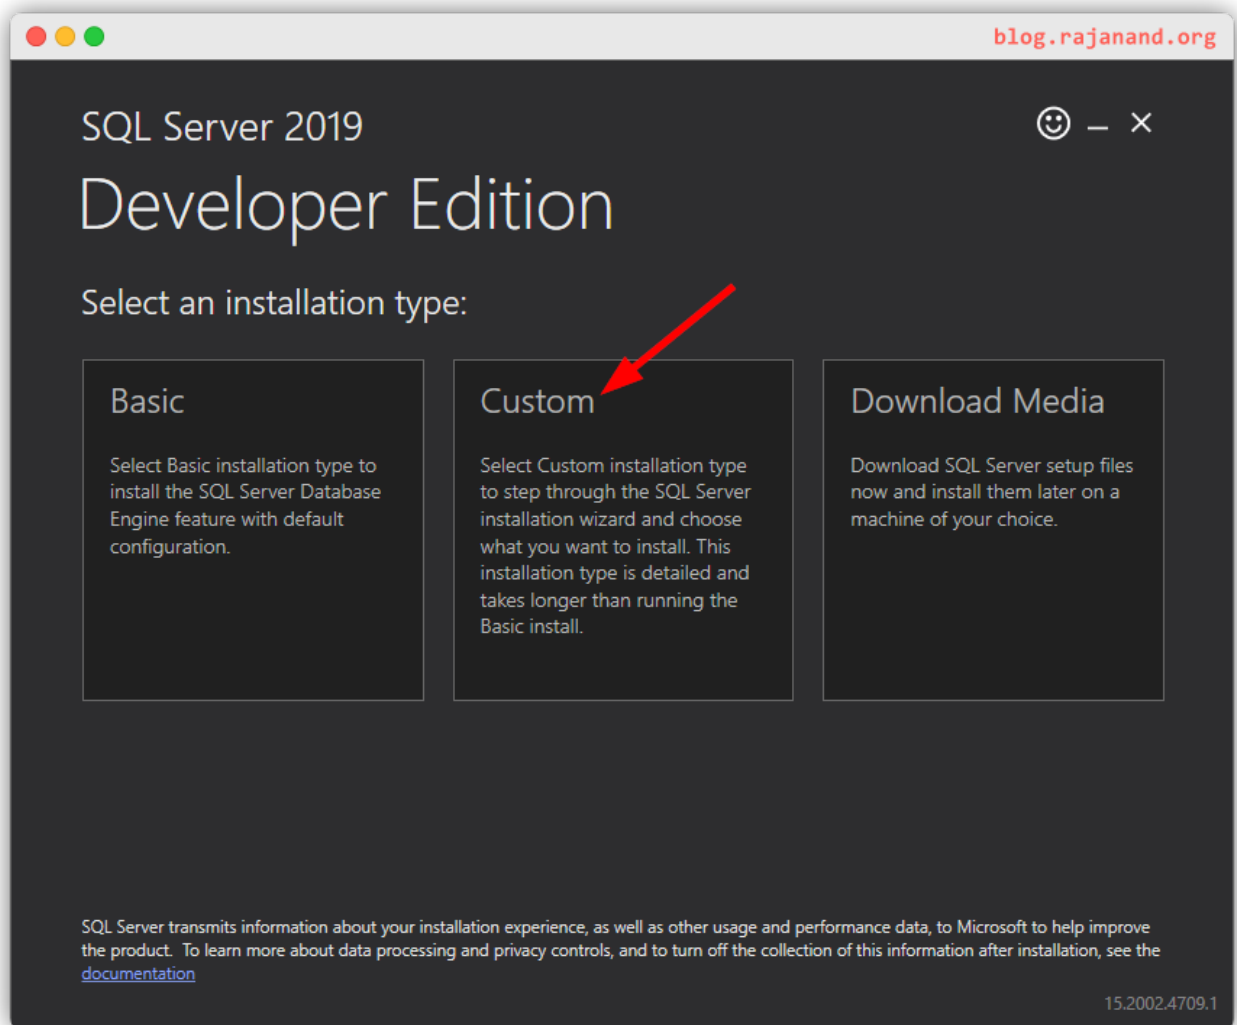 blog.rajanand.org
SQL Server 2019
Developer Edition
Select an installation type:
Basic
Select Basic installation type to
install the SQL Server Database
Engine feature with default
configuration.
Custom
Select Custom installation type
to step through the SQL Server
installation wizard and choose
what you want to install. This
installation type is detailed and
takes longer than running the
Basic install.
Download Media
Download SQL Server setup files
now and install them later on a
machine of your choice.
SQL Server transmits information about your installation experience, as well as other usage and performance data, to Microsoft to help improve
the product.  To learn more about data processing and privacy controls, and to turn off the collection of this information after installation, see the
documentation
15.2002.4709.1